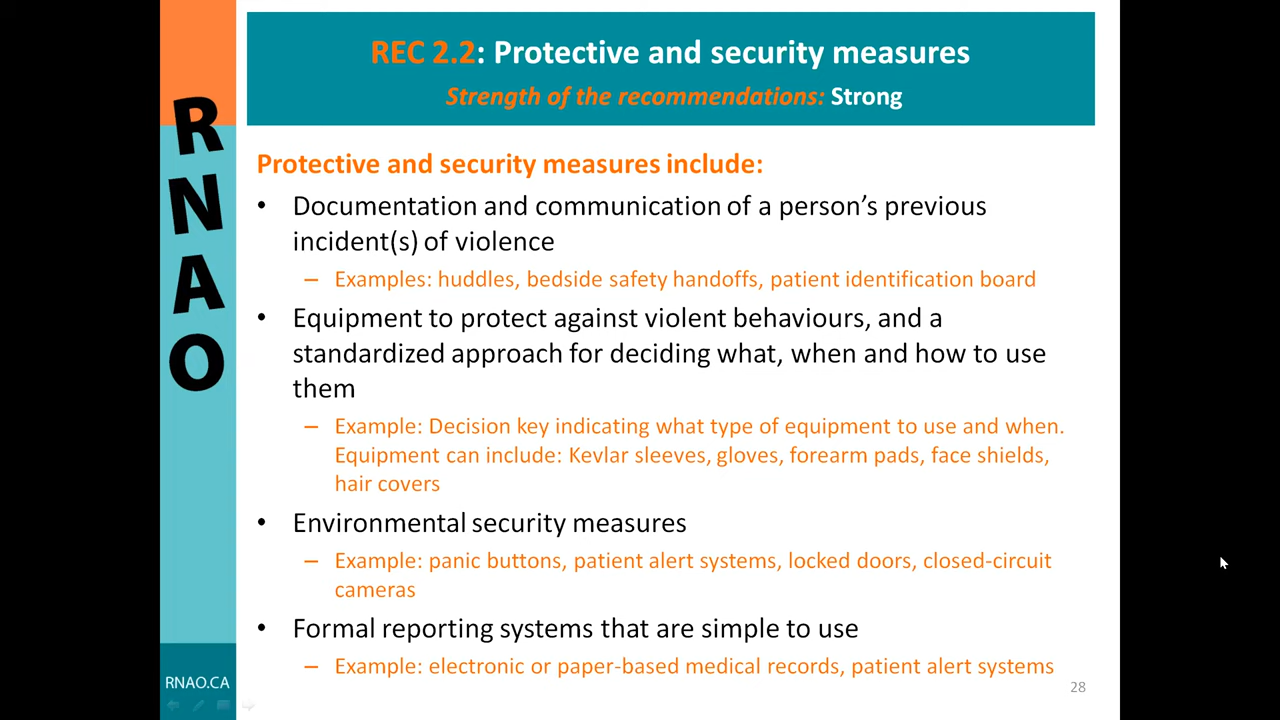 REC 2.2: Protective and security measures
Strength of the recommendations: Strong
RNAO
Protective and security measures include:
• Documentation and communication of a person's previous
incident(s) of violence
– Examples: huddles, bedside safety handoffs, patient identification board
• Equipment to protect against violent behaviours, and a
standardized approach for deciding what, when and how to use
them
– Example: Decision key indicating what type of equipment to use and when.
Equipment can include: Kevlar sleeves, gloves, forearm pads, face shields,
hair covers
• Environmental security measures
– Example: panic buttons, patient alert systems, locked doors, closed-circuit
cameras
• Formal reporting systems that are simple to use
– Example: electronic or paper-based medical records, patient alert systems
RNAO.CA
28